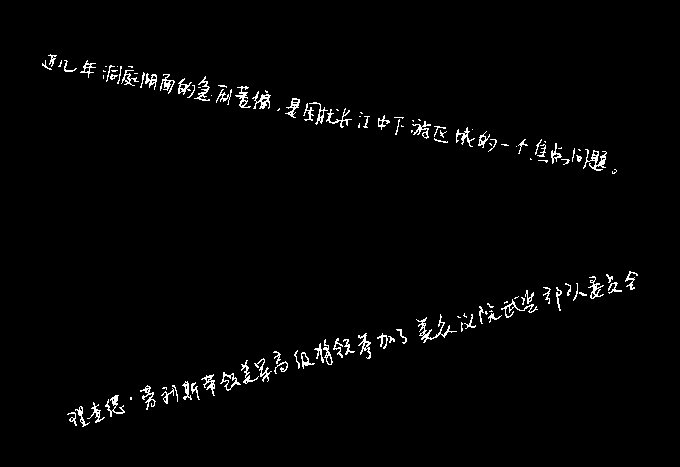 近几年洞庭湖面的急剧萎缩，是困扰长江中下游区域的一个焦点问题。
理查德·劳利斯带领美军高级将领参加了美众议院武装部队委员会